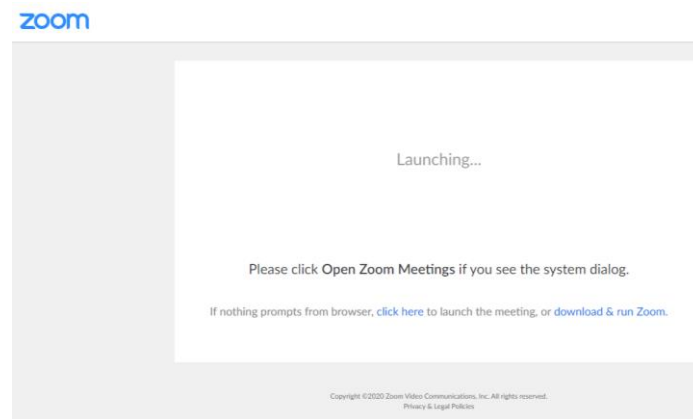 zoom
Launching...
Please click Open Zoom Meetings if you see the system dialog.
If nothing prompts from browser, click here to launch the meeting, or download & run Zoom.
Copyright ©2020 Zoom Video Communications, Inc. All rights reserved.
Privacy & Legal Policies